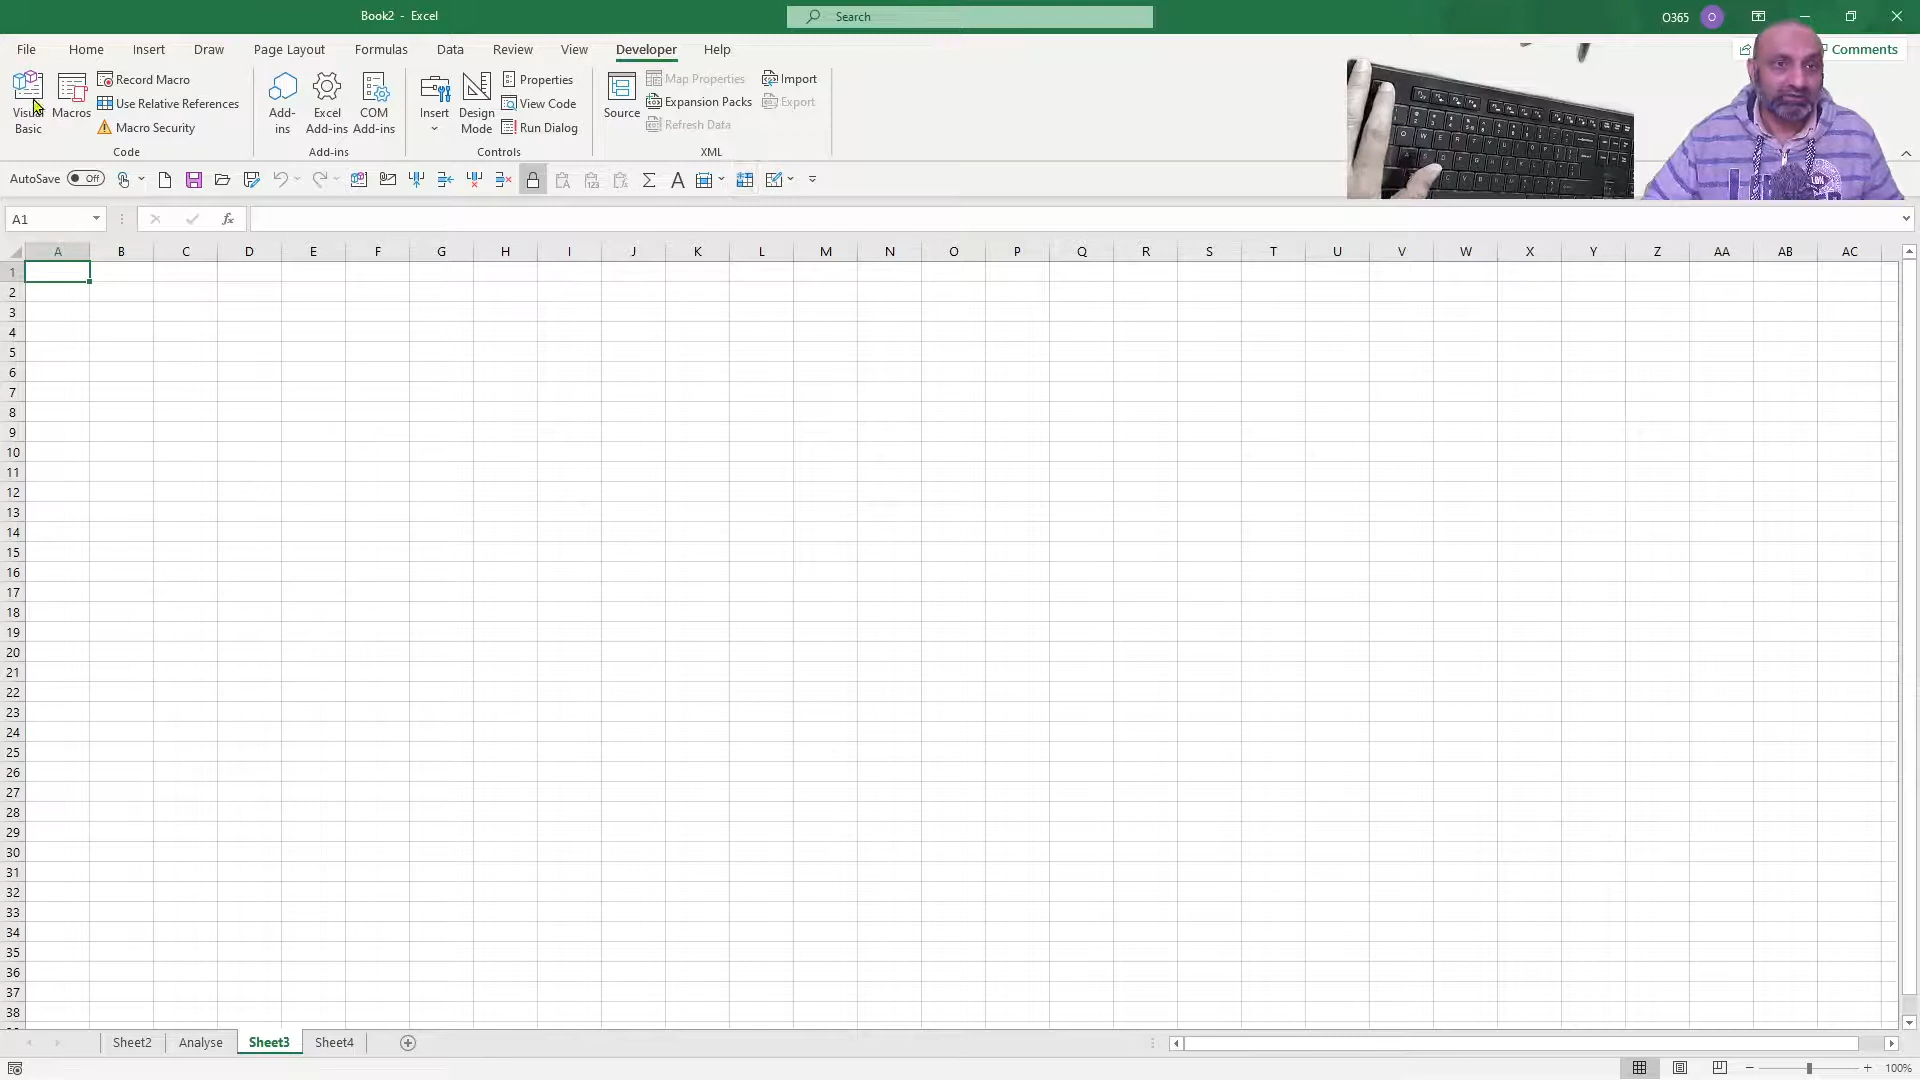 Book2 - Excel
Search
O365
O
File Home Insert Draw Page Layout Formulas Data Review View Developer Help
Comments
Visual Basic
Macros
Record Macro
Use Relative References
Macro Security
Code
Add-ins
Excel Add-ins
COM Add-ins
Add-ins
Insert
Design Mode
Properties
View Code
Run Dialog
Controls
Source
Map Properties
Expansion Packs
Refresh Data
Import
Export
XML
AutoSave Off
A1
fx
A B C D E F G H I J K L M N O P Q R S T U V W X Y Z AA AB AC
1
2
3
4
5
6
7
8
9
10
11
12
13
14
15
16
17
18
19
20
21
22
23
24
25
26
27
28
29
30
31
32
33
34
35
36
37
38
Sheet2 Analyse Sheet3 Sheet4
100%